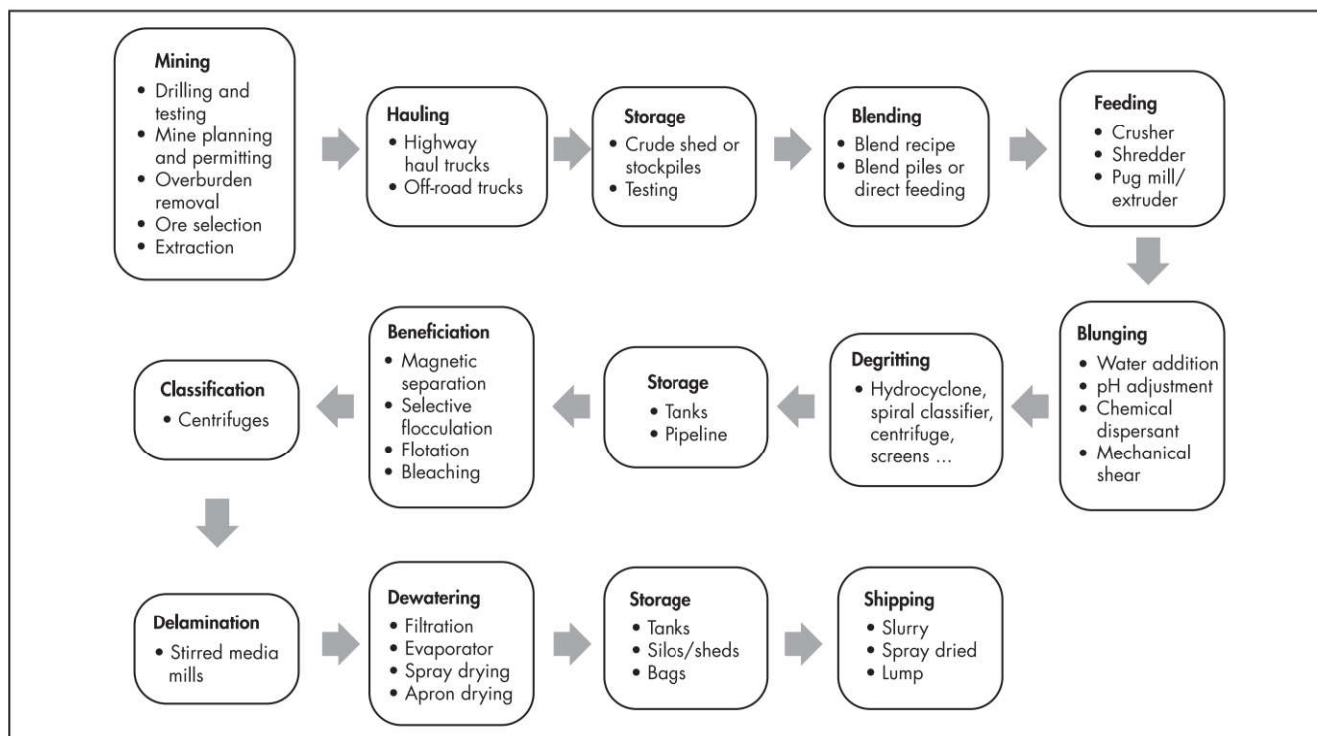 Mining
• Drilling and
testing
• Mine planning
and permitting
• Overburden
removal
• Ore selection
• Extraction
Hauling
• Highway
haul trucks
• Off-road trucks
Storage
• Crude shed or
stockpiles
• Testing
Blending
• Blend recipe
• Blend piles or
direct feeding
Feeding
• Crusher
• Shredder
• Pug mill/
extruder
Blunging
• Water addition
• pH adjustment
• Chemical
dispersant
• Mechanical
shear
Degritting
• Hydrocyclone,
spiral classifier,
centrifuge,
screens ...
Storage
• Tanks
• Pipeline
Beneficiation
• Magnetic
separation
• Selective
flocculation
• Flotation
• Bleaching
Classification
• Centrifuges
Delamination
• Stirred media
mills
Dewatering
• Filtration
• Evaporator
• Spray drying
• Apron drying
Storage
• Tanks
• Silos/sheds
• Bags
Shipping
• Slurry
• Spray dried
• Lump